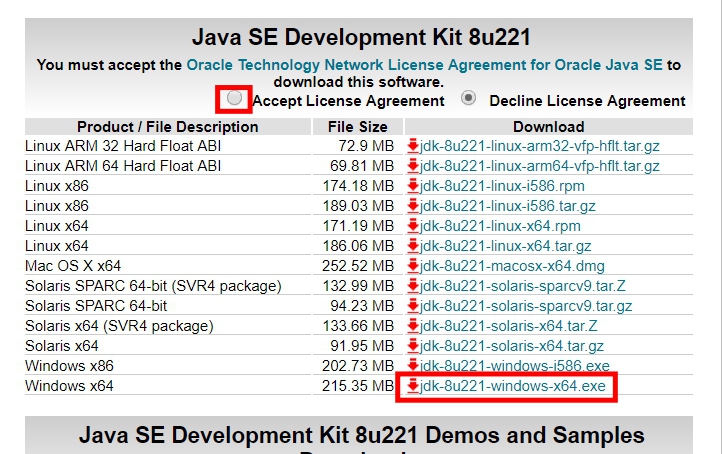 Java SE Development Kit 8u221
You must accept the Oracle Technology Network License Agreement for Oracle Java SE to
download this software.
Accept License Agreement Decline License Agreement
Product / File Description File Size Download
Linux ARM 32 Hard Float ABI 72.9 MB jdk-8u221-linux-arm32-vfp-hflt.tar.gz
Linux ARM 64 Hard Float ABI 69.81 MB jdk-8u221-linux-arm64-vfp-hflt.tar.gz
Linux x86 174.18 MB jdk-8u221-linux-i586.rpm
Linux x86 189.03 MB jdk-8u221-linux-i586.tar.gz
Linux x64 171.19 MB jdk-8u221-linux-x64.rpm
Linux x64 186.06 MB jdk-8u221-linux-x64.tar.gz
Mac OS X x64 252.52 MB jdk-8u221-macosx-x64.dmg
Solaris SPARC 64-bit (SVR4 package) 132.99 MB jdk-8u221-solaris-sparcv9.tar.Z
Solaris SPARC 64-bit 94.23 MB jdk-8u221-solaris-sparcv9.tar.gz
Solaris x64 (SVR4 package) 133.66 MB jdk-8u221-solaris-x64.tar.Z
Solaris x64 91.95 MB jdk-8u221-solaris-x64.tar.gz
Windows x86 202.73 MB jdk-8u221-windows-i586.exe
Windows x64 215.35 MB jdk-8u221-windows-x64.exe
Java SE Development Kit 8u221 Demos and Samples